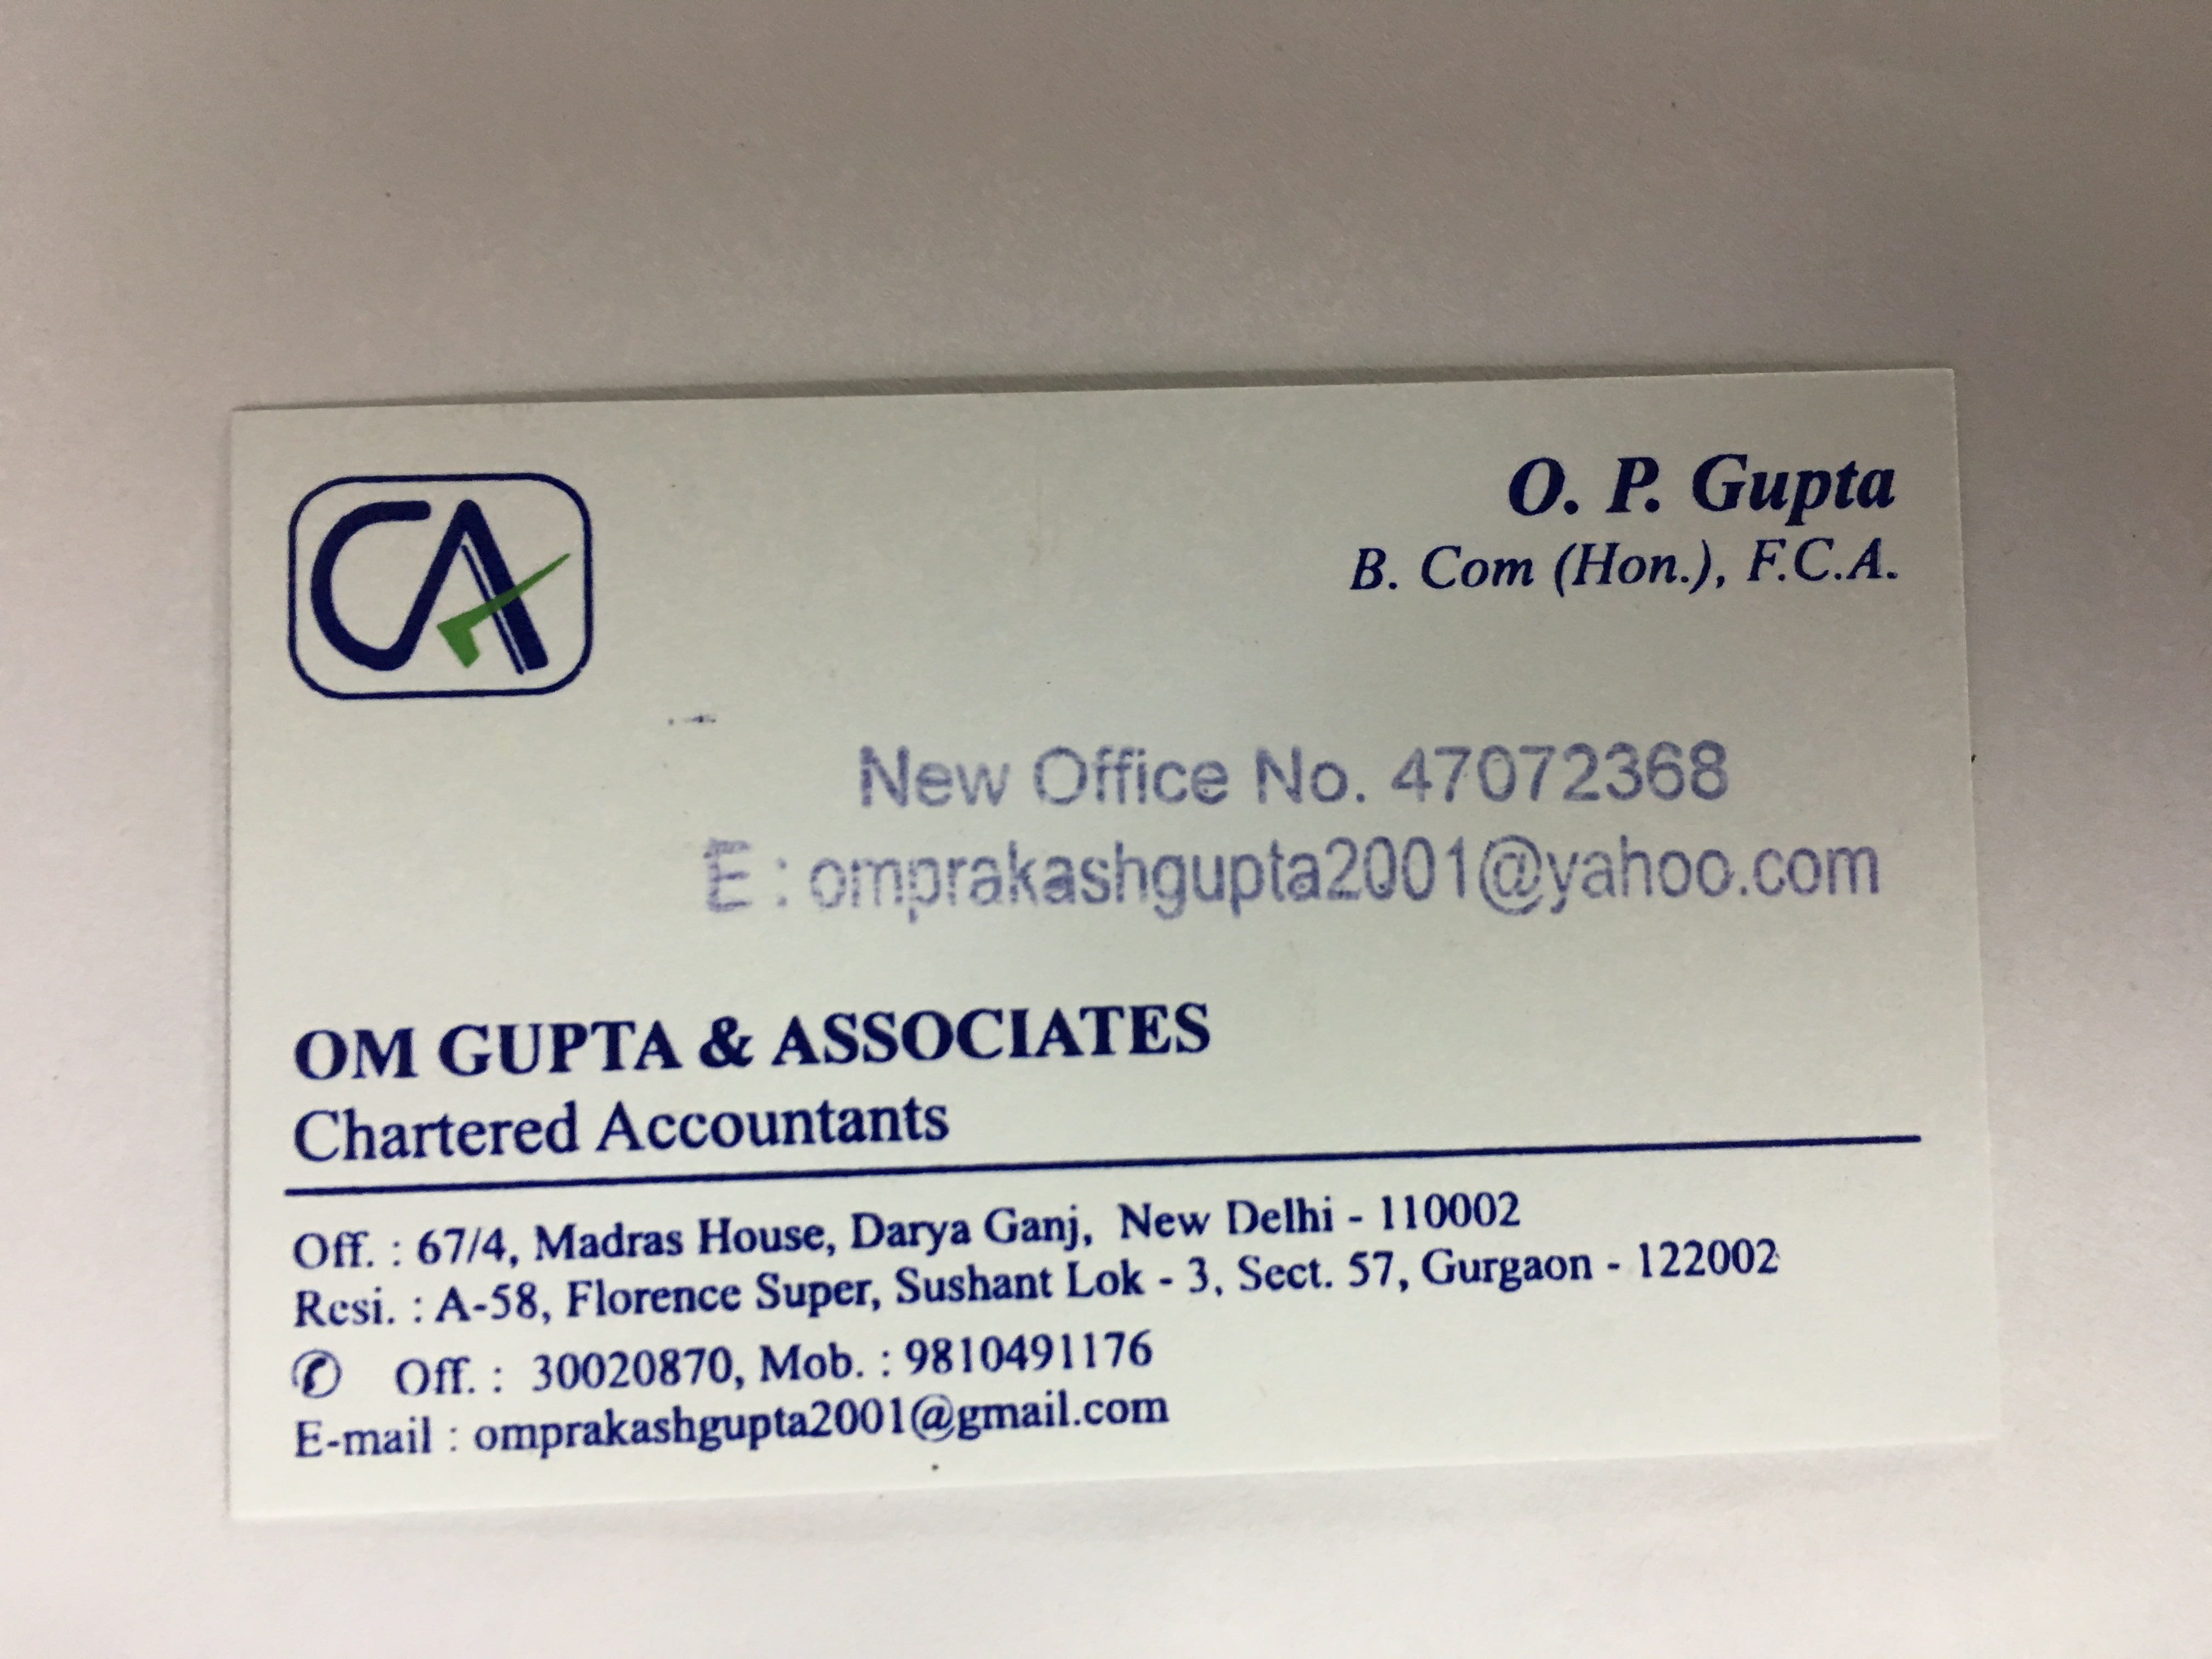 CA
O. P. Gupta
B. Com (Hon.), F.C.A.
New Office No. 47072368
E : omprakashgupta2001@yahoo.com
OM GUPTA & ASSOCIATES
Chartered Accountants
Off. : 67/4, Madras House, Darya Ganj, New Delhi - 110002
Resi. : A-58, Florence Super, Sushant Lok - 3, Sect. 57, Gurgaon - 122002
✆ Off. : 30020870, Mob. : 9810491176
E-mail : omprakashgupta2001@gmail.com